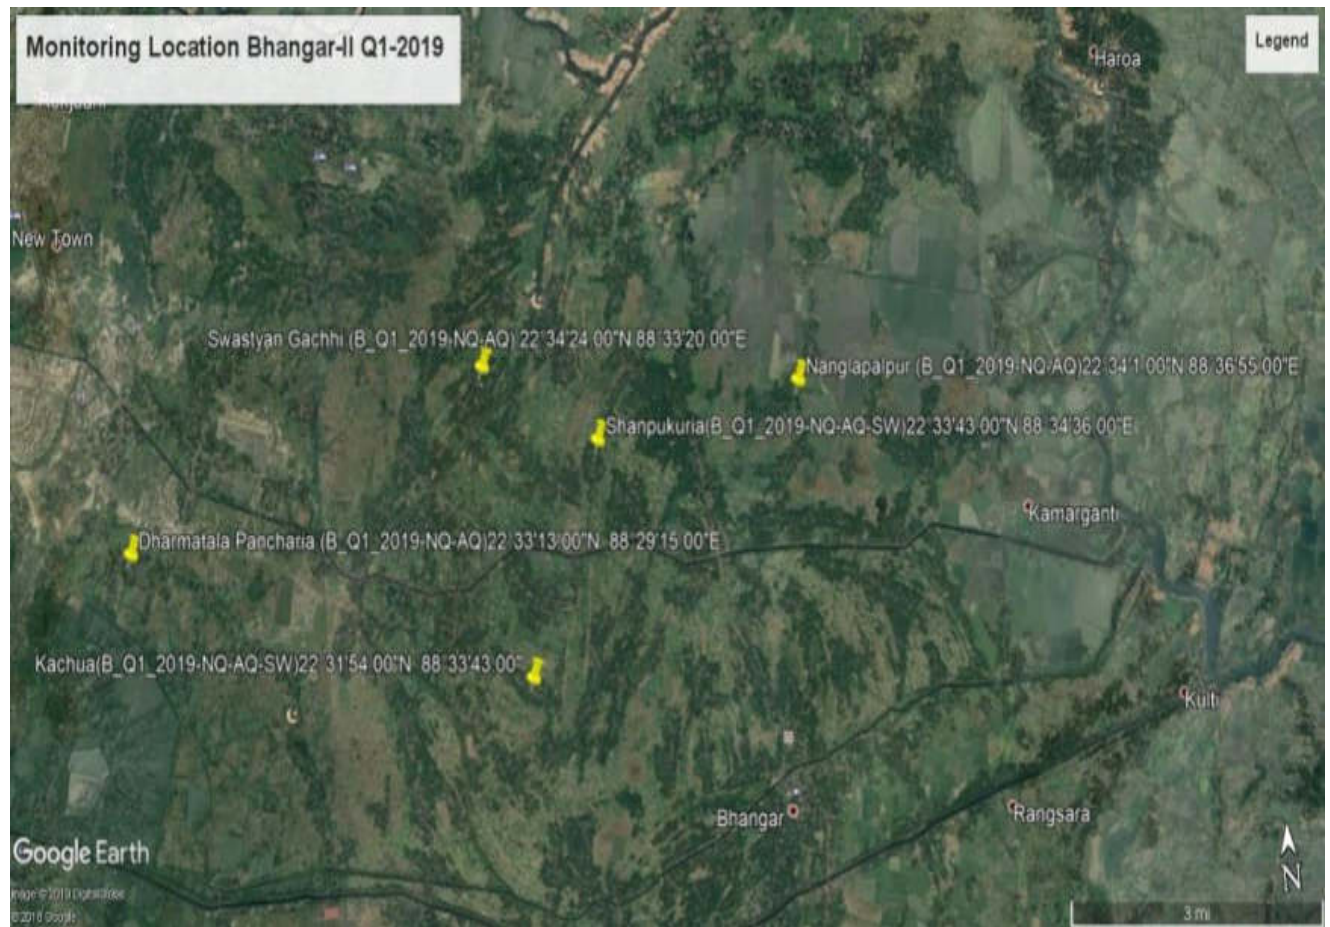 Monitoring Location Bhangar-II Q1-2019
Legend
Haroa
New Town
Swastyan Gachhi (B_Q1_2019-NQ-AQ) 22°34'24.00"N 88°33'20.00"E
Nanglapalpur (B_Q1_2019-NQ-AQ)22°34'1.00"N 88°36'55.00"E
Shanpukuria(B_Q1_2019-NQ-AQ-SW)22°33'43.00"N 88°34'36.00"E
Kamarganti
Dharmatala Pancharia (B_Q1_2019-NQ-AQ)22°33'13.00"N 88°29'15.00"E
Kachua(B_Q1_2019-NQ-AQ-SW)22°31'54.00"N 88°33'43.00"
Kulti
Bhangar
Rangsara
Google Earth
N
© 2018 Google
3 mi